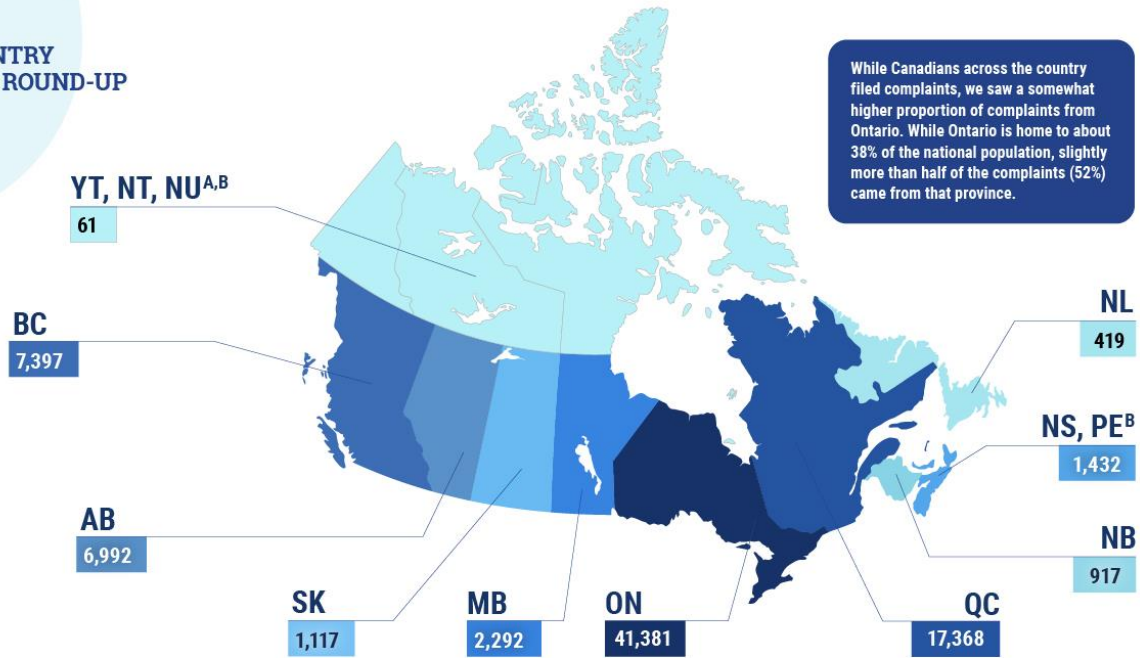 ROUND-UP
While Canadians across the country
filed complaints, we saw a somewhat
higher proportion of complaints from
Ontario. While Ontario is home to about
38% of the national population, slightly
more than half of the complaints (52%)
came from that province.
YT, NT, NUA,B
61
BC
7,397
AB
6,992
SK
1,117
MB
2,292
ON
41,381
QC
17,368
NL
419
NS, PEB
1,432
NB
917